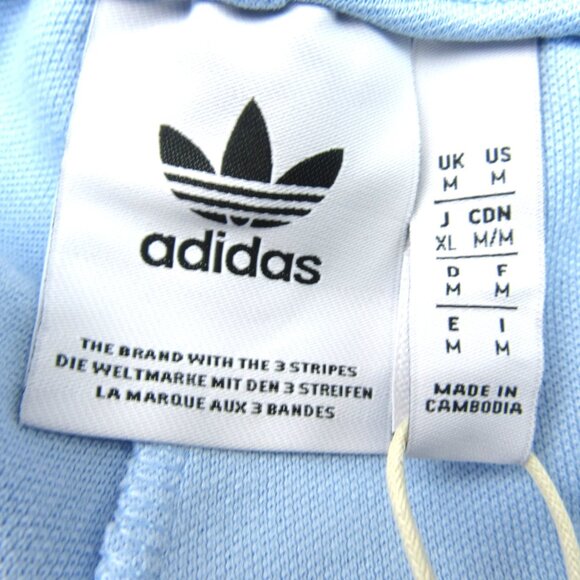 adidas
THE BRAND WITH THE 3 STRIPES
DIE WELTMARKE MIT DEN 3 STREIFEN
LA MARQUE AUX 3 BANDES
UK US
M M
J CDN
XL M/M
D F
M M
E I
M M
MADE IN
CAMBODIA